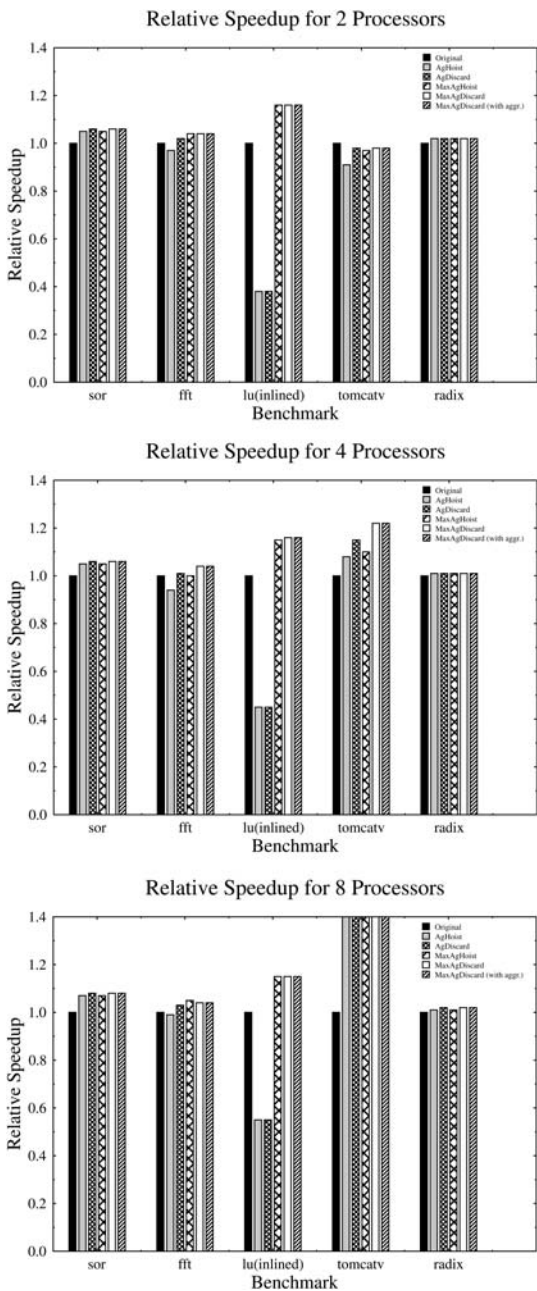 Relative Speedup for 2 Processors
1.4
1.2
1.0
0.8
0.6
0.4
0.2
0.0
Relative Speedup
Original
AgHoist
AgDiscard
MaxAgHoist
MaxAgDiscard
MaxAgDiscard (with aggr.)
sor fft lu(inlined) tomcatv radix
Benchmark
Relative Speedup for 4 Processors
1.4
1.2
1.0
0.8
0.6
0.4
0.2
0.0
Relative Speedup
Original
AgHoist
AgDiscard
MaxAgHoist
MaxAgDiscard
MaxAgDiscard (with aggr.)
sor fft lu(inlined) tomcatv radix
Benchmark
Relative Speedup for 8 Processors
1.4
1.2
1.0
0.8
0.6
0.4
0.2
0.0
Relative Speedup
Original
AgHoist
AgDiscard
MaxAgHoist
MaxAgDiscard
MaxAgDiscard (with aggr.)
sor fft lu(inlined) tomcatv radix
Benchmark